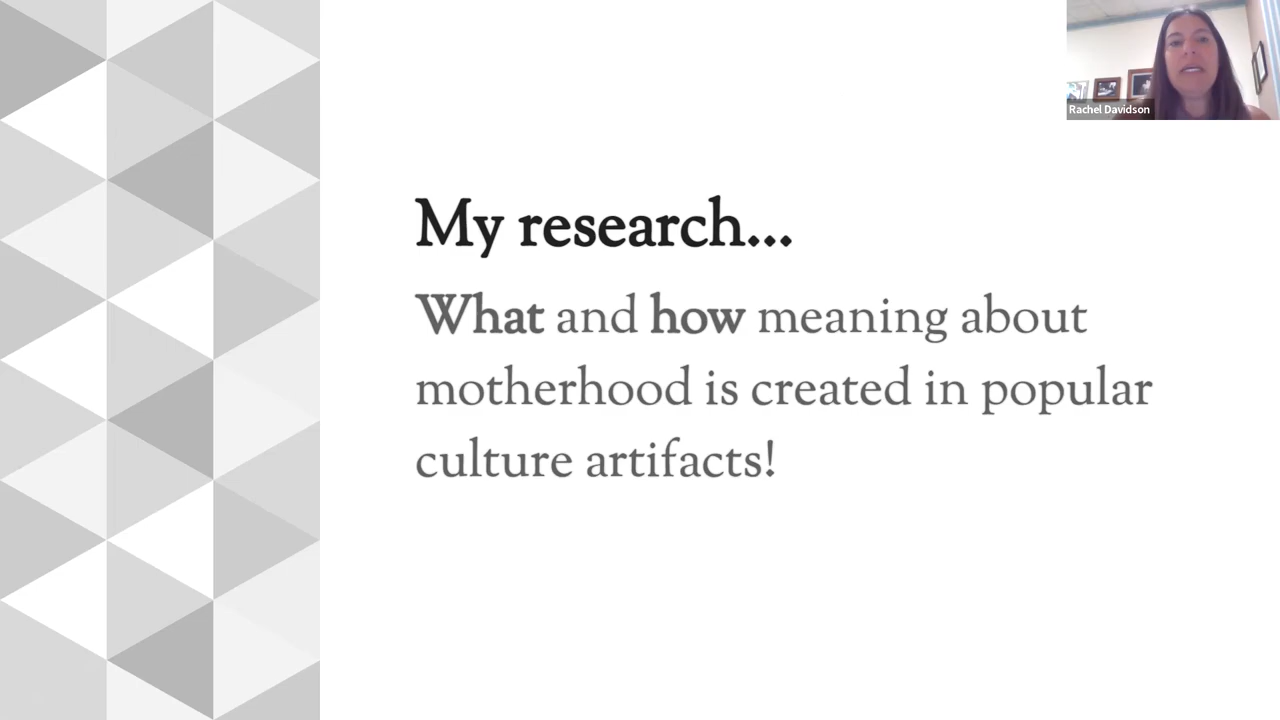 Rachel Davidson
My research...
What and how meaning about
motherhood is created in popular
culture artifacts!